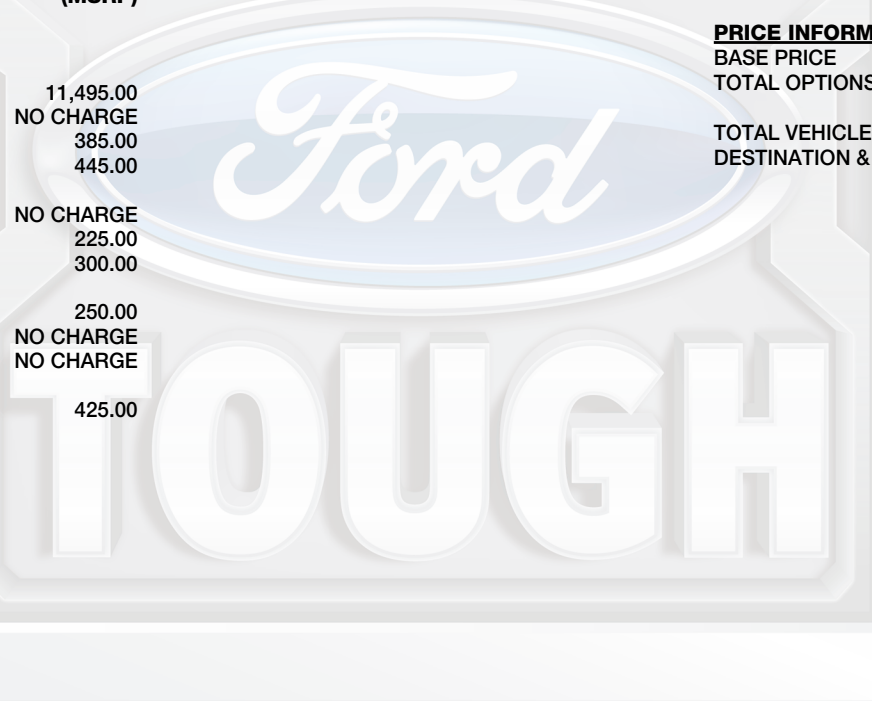 (MSRP)
11,495.00
NO CHARGE
385.00
445.00
NO CHARGE
225.00
300.00
250.00
NO CHARGE
NO CHARGE
425.00
PRICE INFORM
BASE PRICE
TOTAL OPTIONS
TOTAL VEHICLE
DESTINATION &
Ford
TOUGH